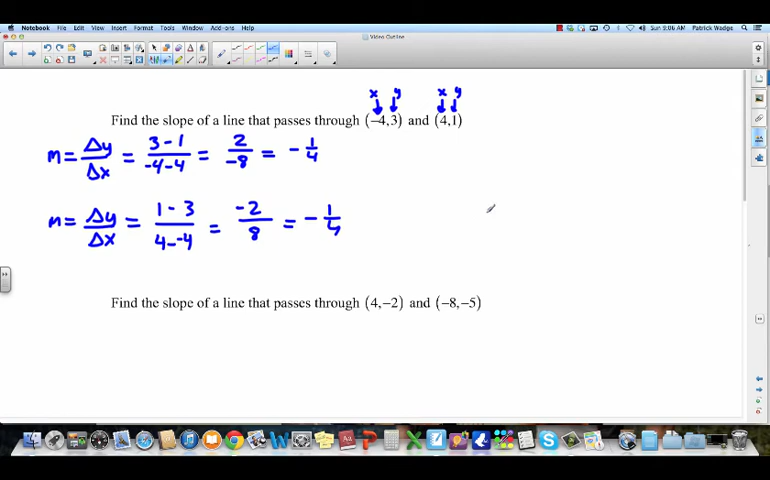 Notebook File Edit View Insert Format Tools Window Add-ons Help Sun 9:06 AM Patrick Wadge
Video Outline
x y x y
Find the slope of a line that passes through (−4,3) and (4,1)
m = Δy/Δx = (3 - 1)/(-4 - 4) = 2/-8 = - 1/4
m = Δy/Δx = (1 - 3)/(4 - -4) = -2/8 = - 1/4
Find the slope of a line that passes through (4,−2) and (−8,−5)